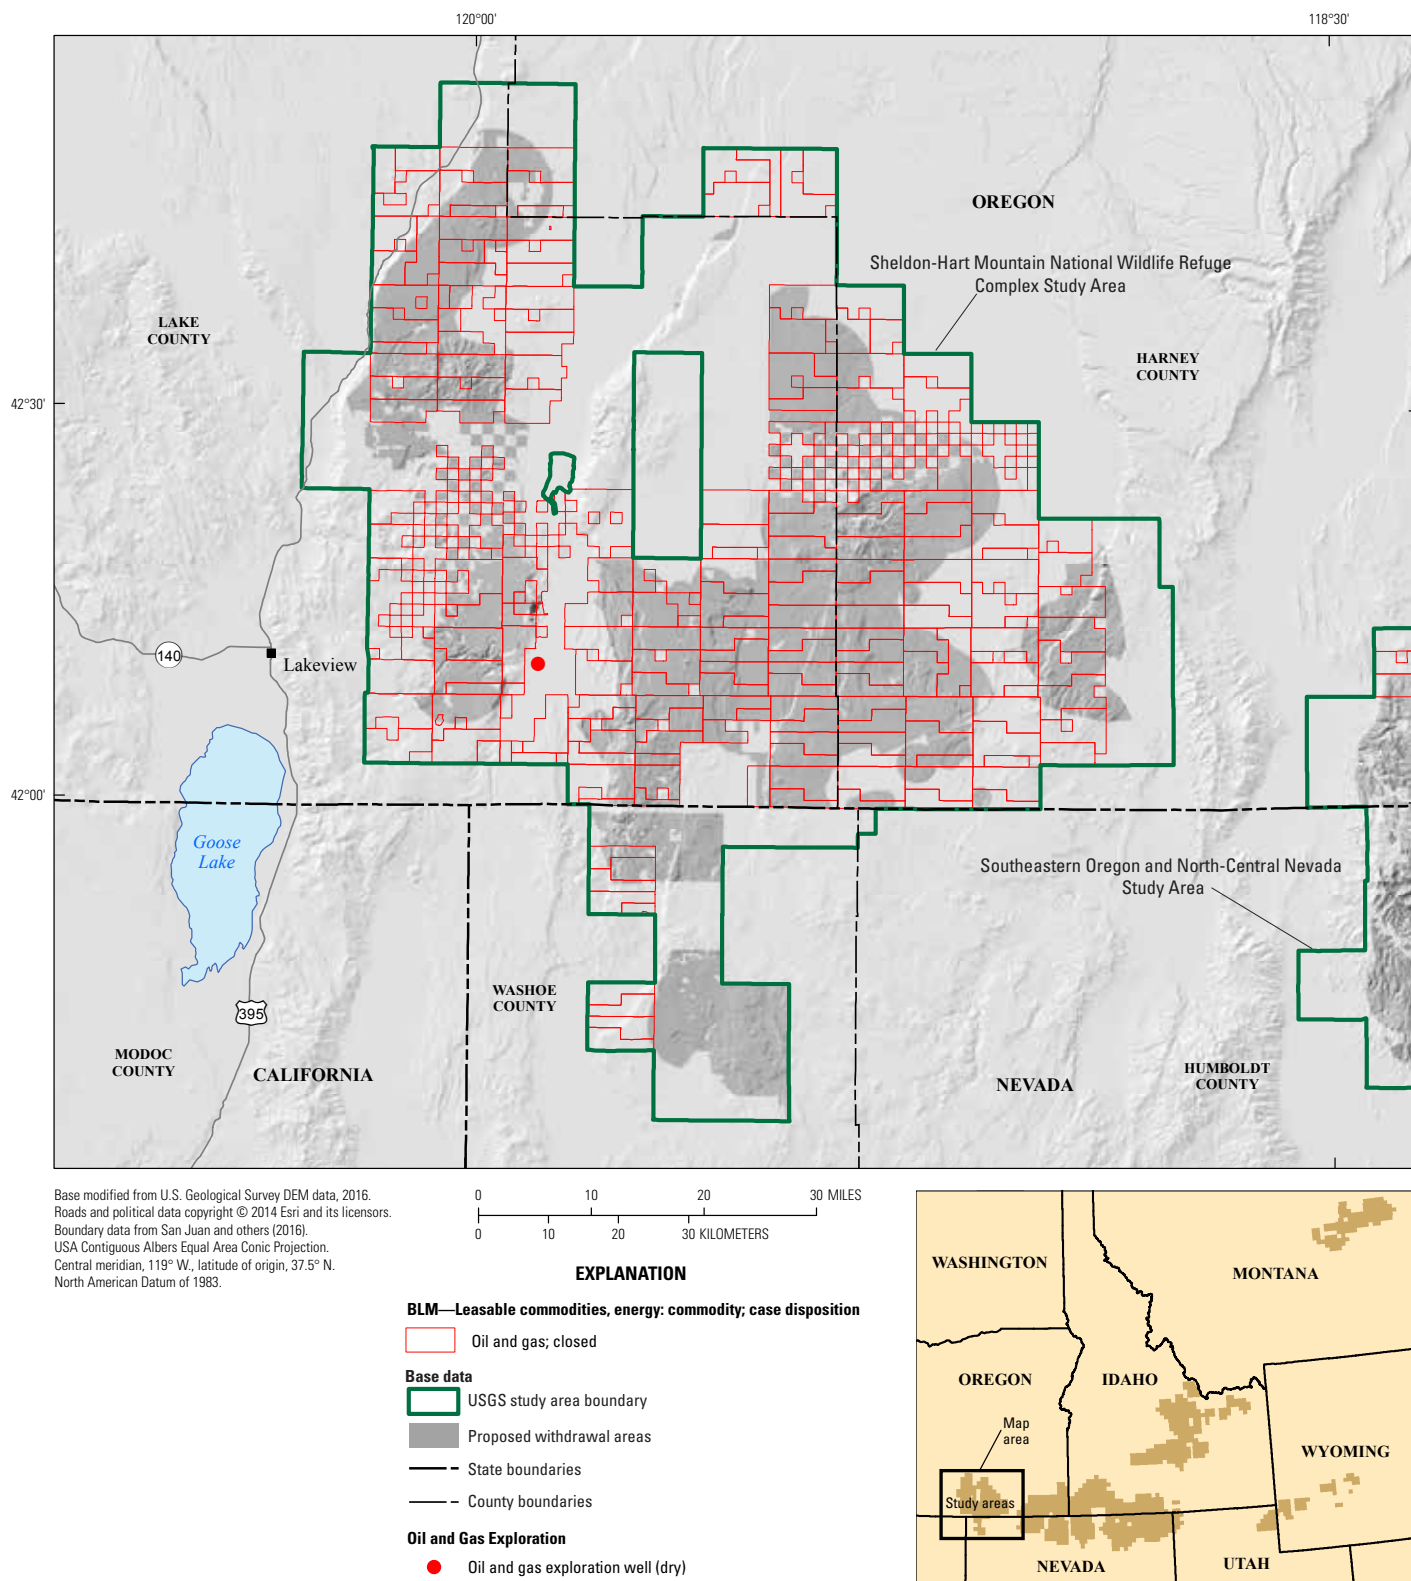 120°00'
118°30'
OREGON
Sheldon-Hart Mountain National Wildlife Refuge
Complex Study Area
LAKE
COUNTY
HARNEY
COUNTY
42°30'
140
Lakeview
42°00'
Goose
Lake
Southeastern Oregon and North-Central Nevada
Study Area
WASHOE
COUNTY
395
MODOC
COUNTY
CALIFORNIA
NEVADA
HUMBOLDT
COUNTY
Base modified from U.S. Geological Survey DEM data, 2016.
Roads and political data copyright © 2014 Esri and its licensors.
Boundary data from San Juan and others (2016).
USA Contiguous Albers Equal Area Conic Projection.
Central meridian, 119° W., latitude of origin, 37.5° N.
North American Datum of 1983.
0 10 20 30 MILES
0 10 20 30 KILOMETERS
EXPLANATION
BLM—Leasable commodities, energy: commodity; case disposition
Oil and gas; closed
Base data
USGS study area boundary
Proposed withdrawal areas
State boundaries
County boundaries
Oil and Gas Exploration
Oil and gas exploration well (dry)
WASHINGTON
MONTANA
OREGON
IDAHO
Map
area
WYOMING
Study areas
NEVADA
UTAH